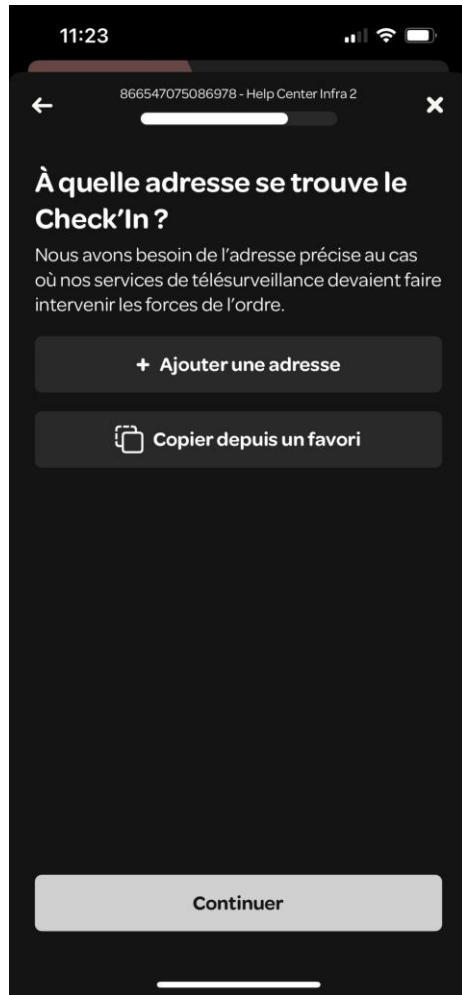 11:23
866547075086978 - Help Center Infra 2
À quelle adresse se trouve le
Check’In ?
Nous avons besoin de l’adresse précise au cas
où nos services de télésurveillance devaient faire
intervenir les forces de l’ordre.
+ Ajouter une adresse
Copier depuis un favori
Continuer